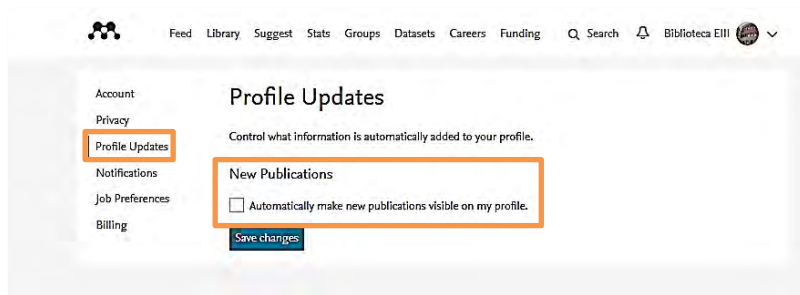 Feed Library Suggest Stats Groups Datasets Careers Funding Search Biblioteca EIII
Account
Privacy
Profile Updates
Notifications
Job Preferences
Billing
Profile Updates
Control what information is automatically added to your profile.
New Publications
Automatically make new publications visible on my profile.
Save changes